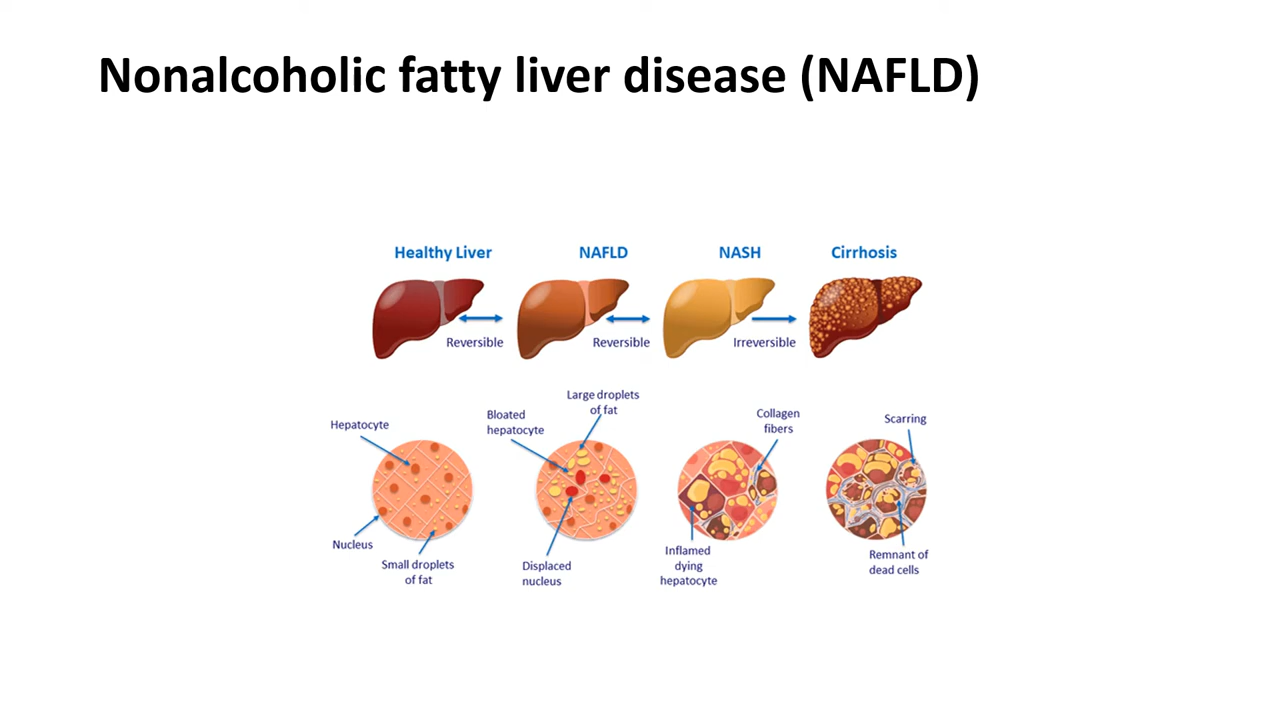 Nonalcoholic fatty liver disease (NAFLD)
Healthy Liver
NAFLD
NASH
Cirrhosis
Reversible
Reversible
Irreversible
Hepatocyte
Nucleus
Small droplets
of fat
Bloated
hepatocyte
Large droplets
of fat
Displaced
nucleus
Collagen
fibers
Inflamed
dying
hepatocyte
Scarring
Remnant of
dead cells